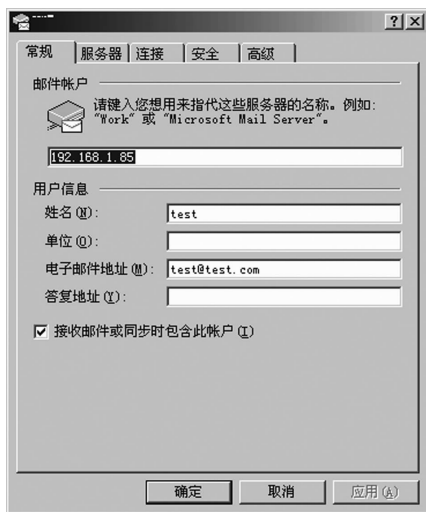 常规 服务器 连接 安全 高级
邮件帐户
请键入您想用来指代这些服务器的名称。例如:
“Work” 或 “Microsoft Mail Server”。
192.168.1.85
用户信息
姓名(N): test
单位(O):
电子邮件地址(M): test@test.com
答复地址(Y):
接收邮件或同步时包含此帐户(I)
确定 取消 应用(A)